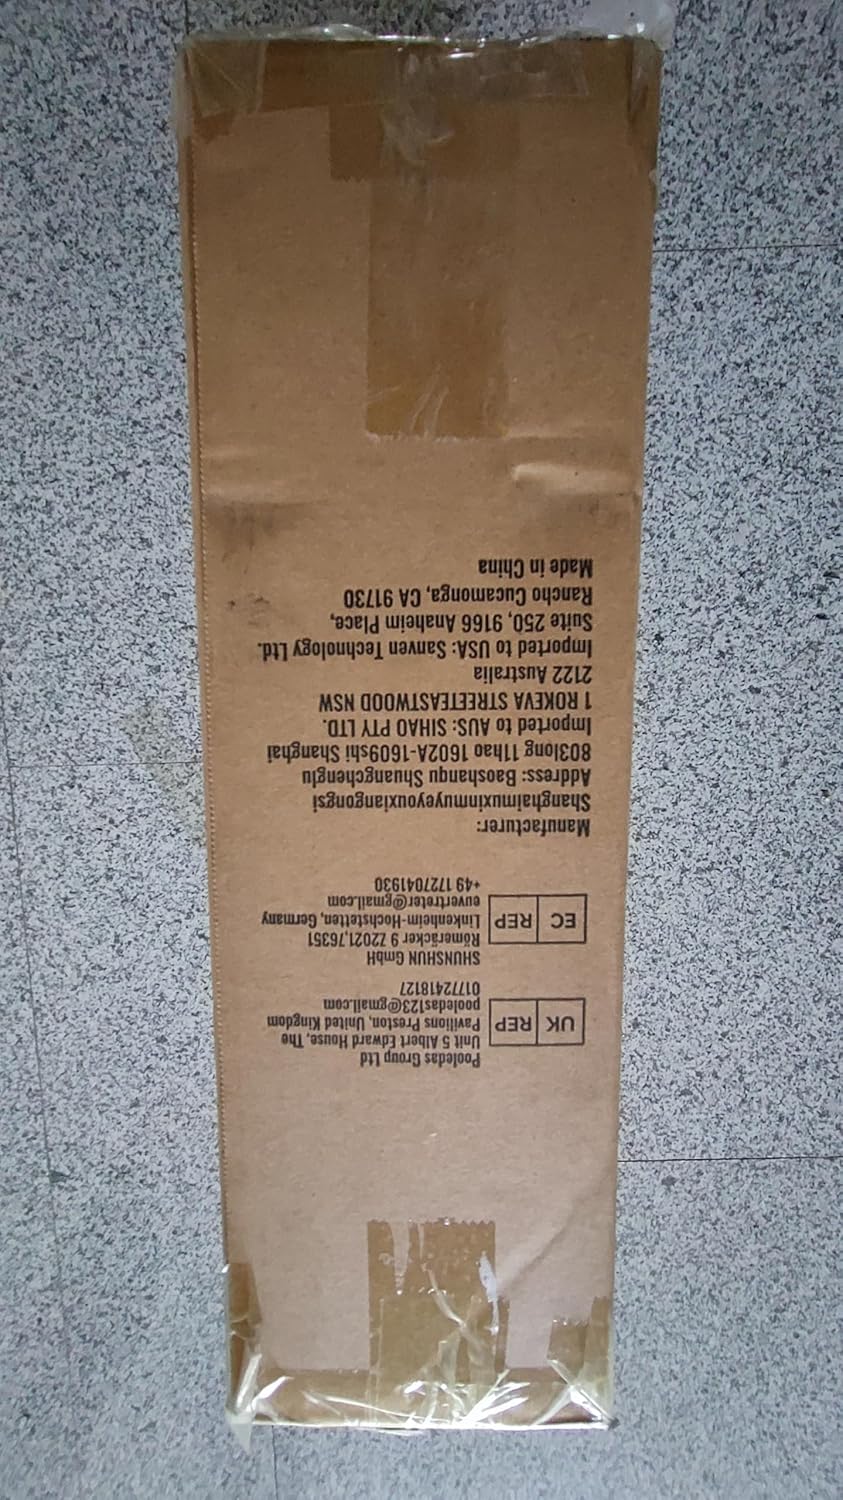 Pooledas Group Ltd
Unit 5 Albert Edward House, The
Pavilions Preston, United Kingdom
pooledas123@gmail.com
01772418127
UK REP
SHUNSHUN GmbH
Römeräcker 9 Z2021,76351
Linkenheim-Hochstetten, Germany
euvertreter@gmail.com
+49 1727041930
EC REP
Manufacturer:
Shanghaimuxinmuyeyouxiangongsi
Address: Baoshanqu Shuangchenglu
803long 11hao 1602A-1609shi Shanghai
Imported to AUS: SIHAO PTY LTD.
1 ROKEVA STREETEASTWOOD NSW
2122 Australia
Imported to USA: Sanven Technology Ltd.
Suite 250, 9166 Anaheim Place,
Rancho Cucamonga, CA 91730
Made in China